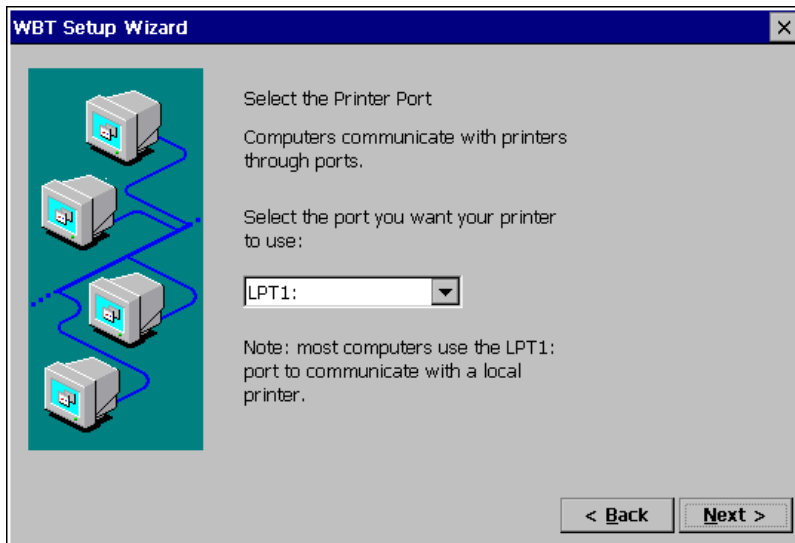 WBT Setup Wizard
Select the Printer Port
Computers communicate with printers
through ports.
Select the port you want your printer
to use:
LPT1:
Note: most computers use the LPT1:
port to communicate with a local
printer.
< Back
Next >